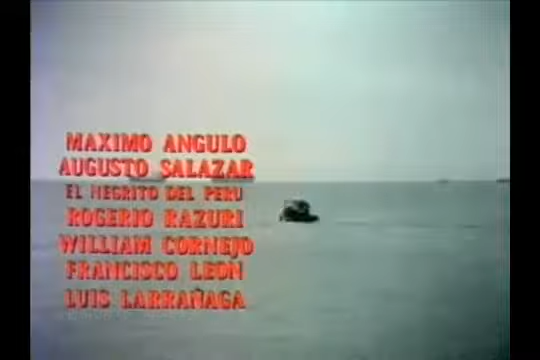 MAXIMO ANGULO
AUGUSTO SALAZAR
EL NEGRITO DEL PERU
ROGERIO RAZURI
WILLIAM CORNEJO
FRANCISCO LEON
LUIS LARRAÑAGA